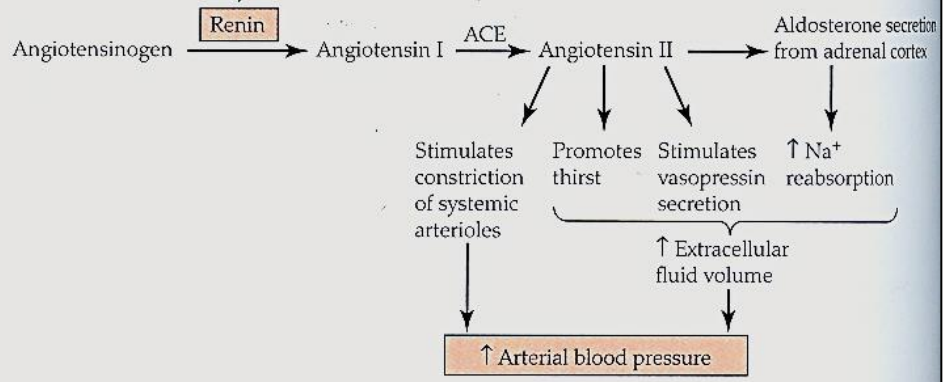 Renin
Angiotensinogen
Angiotensin I
ACE
Angiotensin II
Aldosterone secretion
from adrenal cortex
Stimulates
constriction
of systemic
arterioles
Promotes
thirst
Stimulates
vasopressin
secretion
↑ Na⁺
reabsorption
↑ Extracellular
fluid volume
↑ Arterial blood pressure